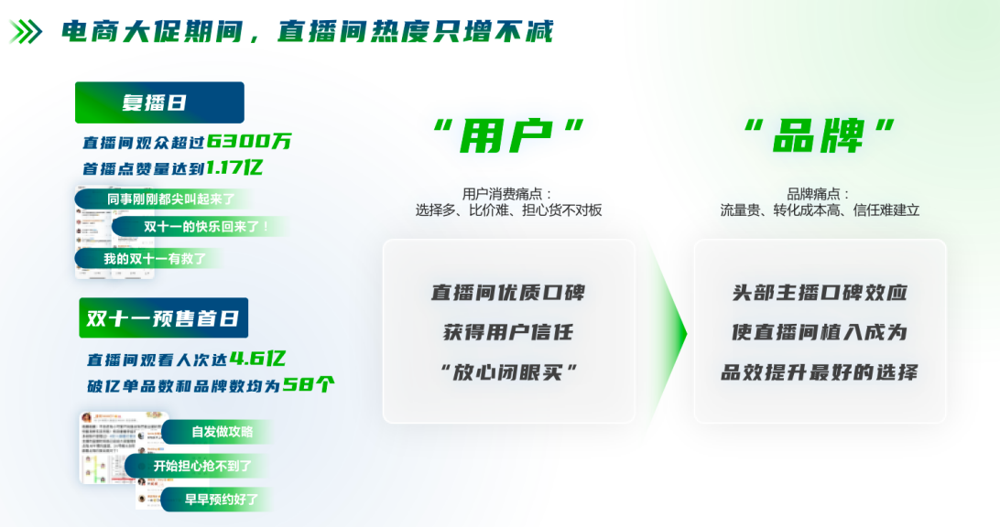 电商大促期间，直播间热度只增不减
复播日
直播间观众超过6300万
首播点赞量达到1.17亿
同事刚刚都尖叫起来了
双十一的快乐回来了！
我的双十一有救了
双十一预售首日
直播间观看人次达4.6亿
破亿单品数和品牌数均为58个
自发做攻略
开始担心抢不到了
早早预约好了
“用户”
用户消费痛点：
选择多、比价难、担心货不对板
直播间优质口碑
获得用户信任
“放心闭眼买”
“品牌”
品牌痛点：
流量贵、转化成本高、信任难建立
头部主播口碑效应
使直播间植入成为
品效提升最好的选择